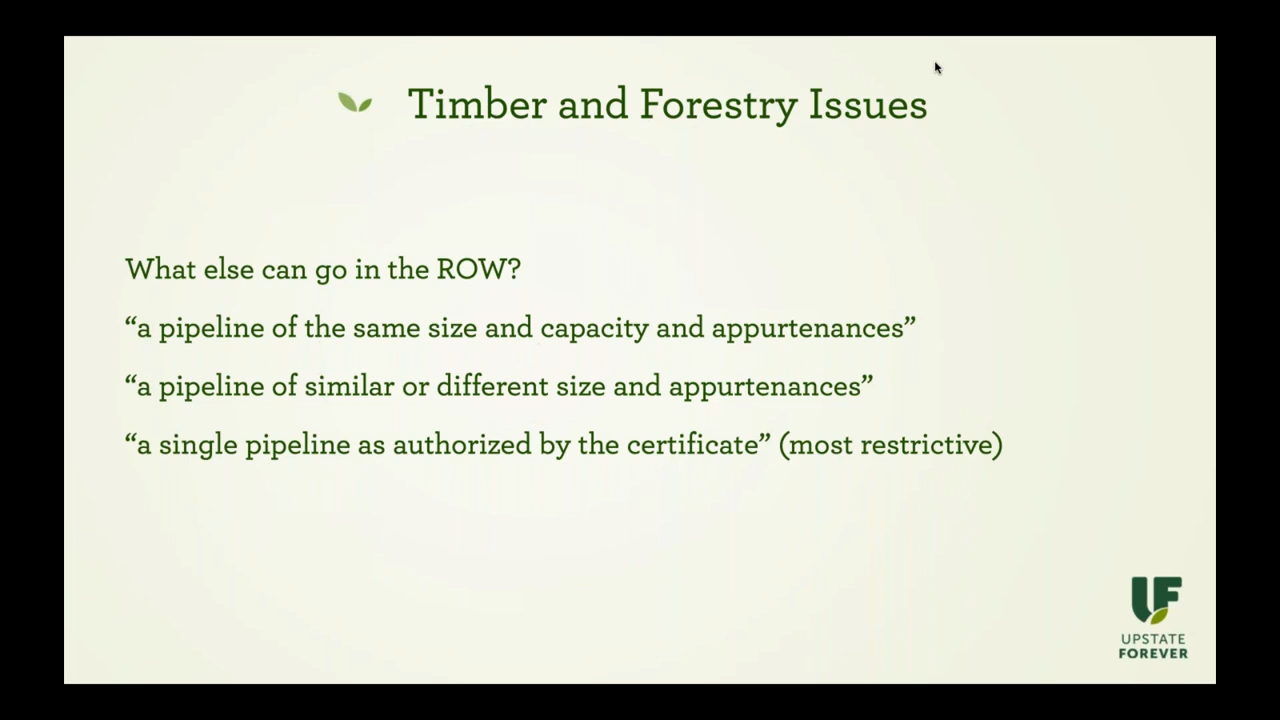 Timber and Forestry Issues
What else can go in the ROW?
“a pipeline of the same size and capacity and appurtenances”
“a pipeline of similar or different size and appurtenances”
“a single pipeline as authorized by the certificate” (most restrictive)
UF
UPSTATE
FOREVER